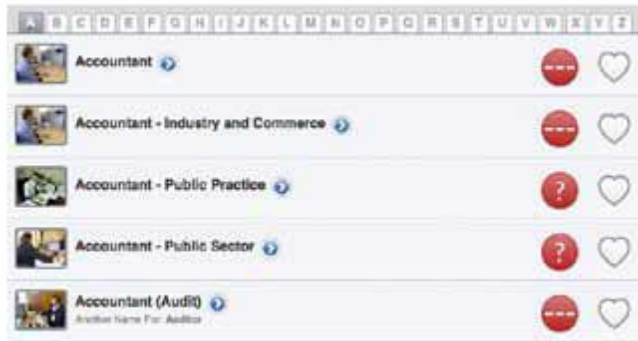 A B C D E F G H I J K L M N O P Q R S T U V W X Y Z
Accountant
---
Accountant - Industry and Commerce
---
Accountant - Public Practice
?
Accountant - Public Sector
?
Accountant (Audit)
Another Name For: Auditor
---